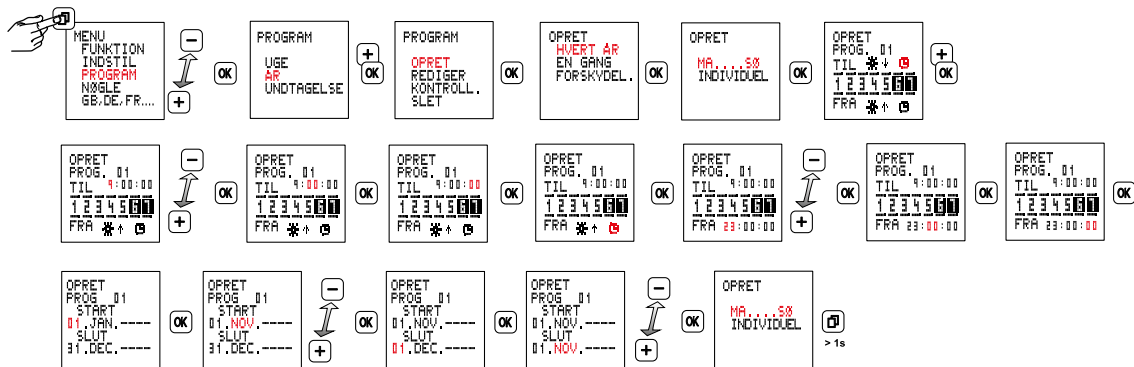 MENU
FUNKTION
INDSTIL
PROGRAM
NØGLE
GB,DE,FR....
−
+
OK
PROGRAM
UGE
ÅR
UNDTAGELSE
+
OK
PROGRAM
OPRET
REDIGER
KONTROLL.
SLET
OK
OPRET
HVERT ÅR
EN GANG
FORSKYDEL.
OK
OPRET
MA....SØ
INDIVIDUEL
OK
OPRET
PROG. 01
TIL
1 2 3 4 5 6 7
FRA
+
OK
OPRET
PROG. 01
TIL 9:00:00
1 2 3 4 5 6 7
FRA
−
+
OK
OPRET
PROG. 01
TIL 9:00:00
1 2 3 4 5 6 7
FRA
OK
OPRET
PROG. 01
TIL 9:00:00
1 2 3 4 5 6 7
FRA
OK
OPRET
PROG. 01
TIL 9:00:00
1 2 3 4 5 6 7
FRA
OK
OPRET
PROG. 01
TIL 9:00:00
1 2 3 4 5 6 7
FRA 23:00:00
−
+
OK
OPRET
PROG. 01
TIL 9:00:00
1 2 3 4 5 6 7
FRA 23:00:00
OK
OPRET
PROG. 01
TIL 9:00:00
1 2 3 4 5 6 7
FRA 23:00:00
OK
OPRET
PROG 01
START
01.JAN.----
SLUT
31.DEC.----
OK
OPRET
PROG 01
START
01.NOV.----
SLUT
31.DEC.----
−
+
OK
OPRET
PROG 01
START
01.NOV.----
SLUT
01.DEC.----
OK
OPRET
PROG 01
START
01.NOV.----
SLUT
01.NOV.----
−
+
OK
OPRET
MA....SØ
INDIVIDUEL
> 1s